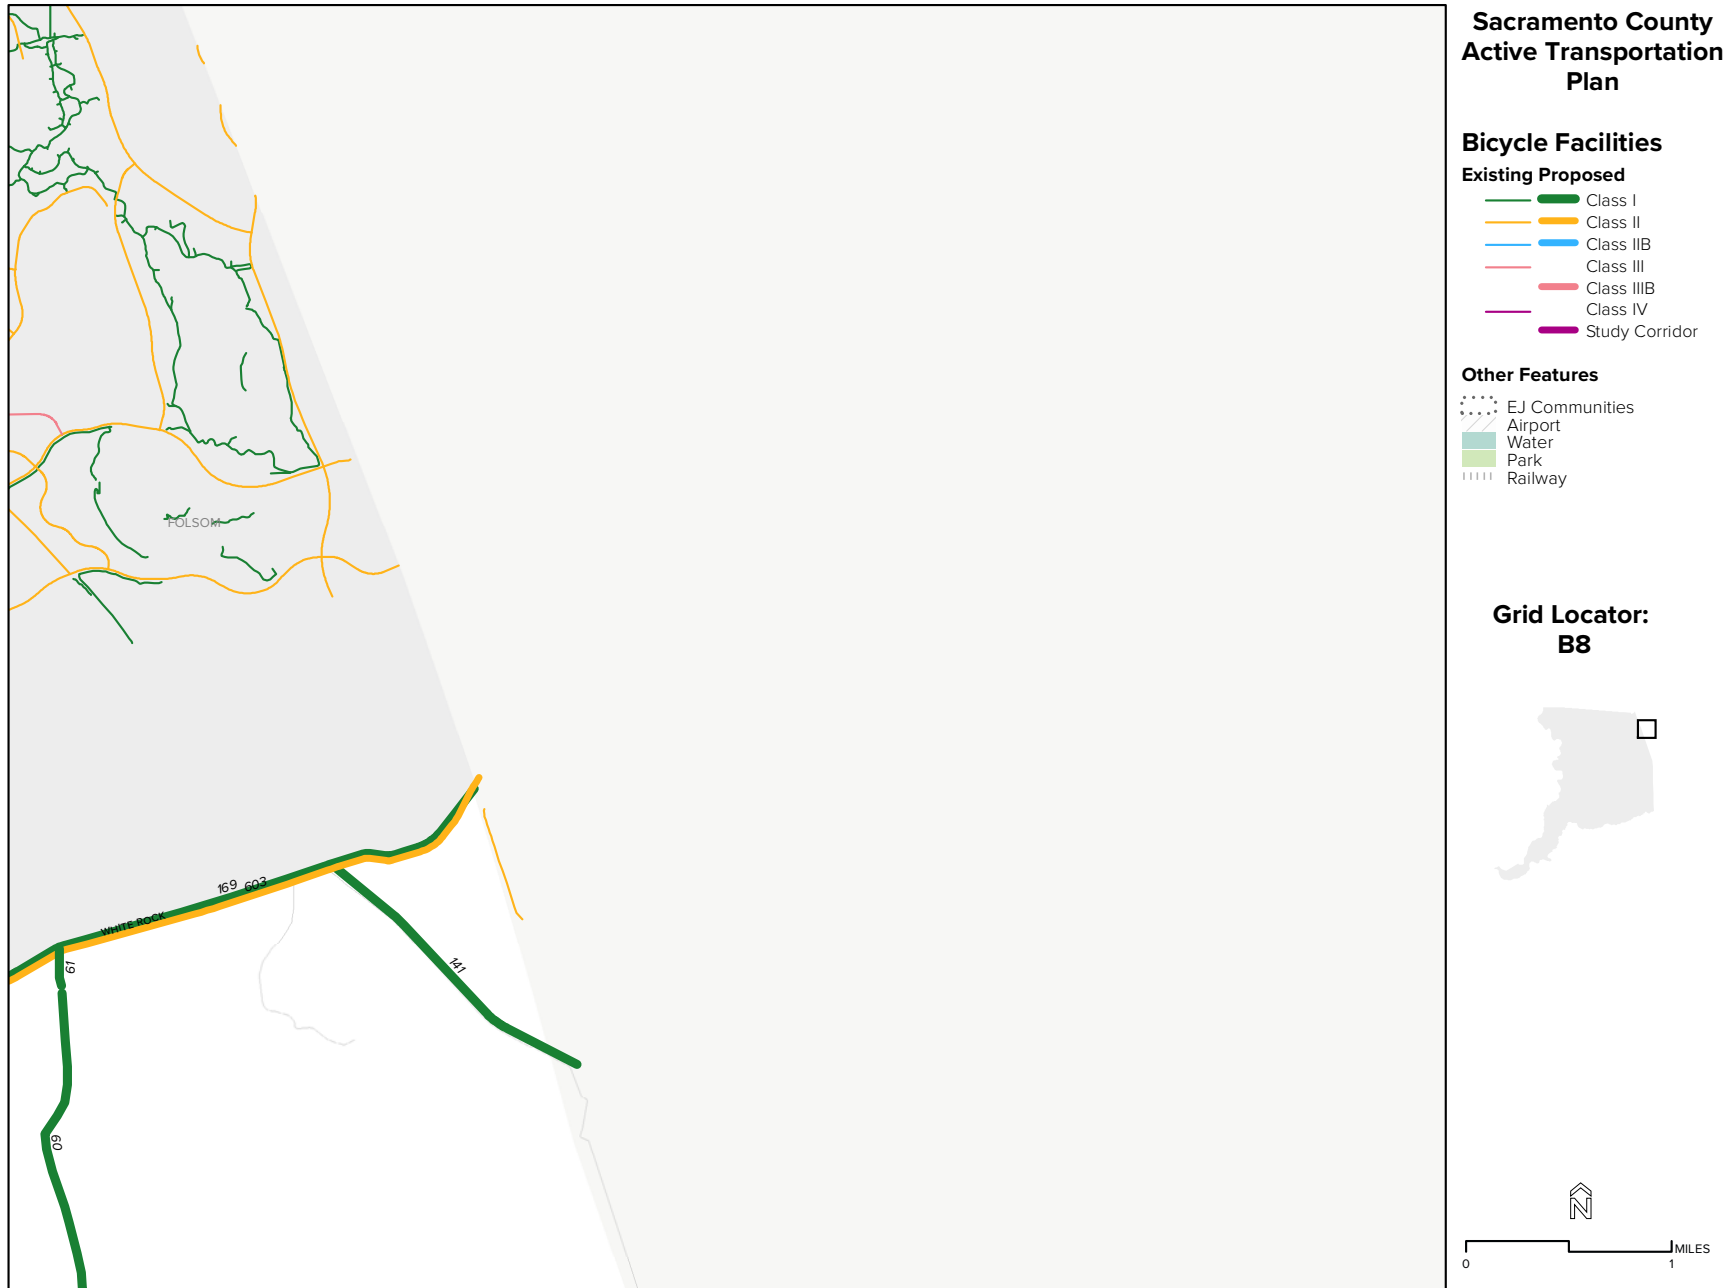 Sacramento County
Active Transportation
Plan
Bicycle Facilities
Existing Proposed
Class I
Class II
Class IIB
Class III
Class IIIB
Class IV
Study Corridor
Other Features
EJ Communities
Airport
Water
Park
Railway
FOLSOM
Grid Locator:
B8
169 603
WHITE ROCK
61
141
60
N
MILES
0 1